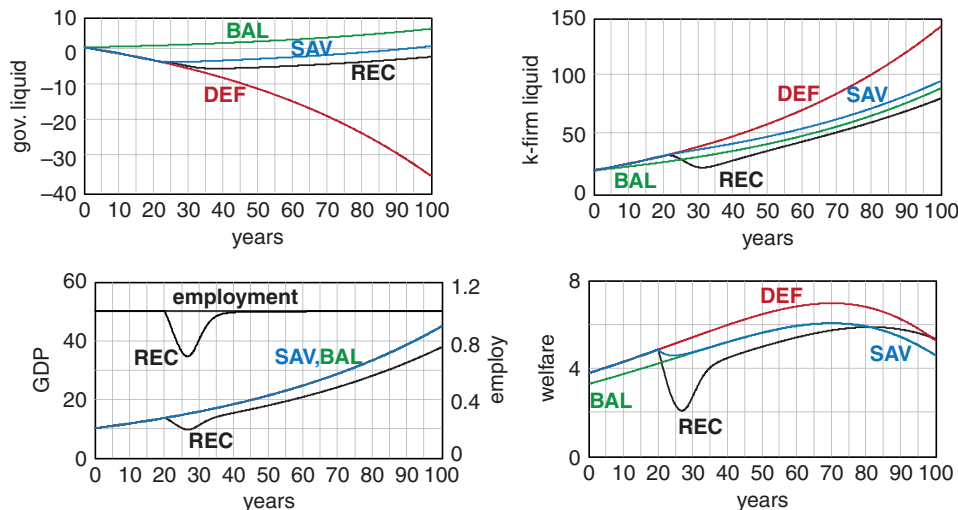 gov. liquid
10
0
−10
−20
−30
−40
BAL
SAV
REC
DEF
0 10 20 30 40 50 60 70 80 90 100
years
k-firm liquid
150
100
50
0
DEF
SAV
BAL
REC
0 10 20 30 40 50 60 70 80 90 100
years
GDP
60
40
20
0
employment
REC
SAV,BAL
REC
1.2
0.8
0.4
0
employ
0 10 20 30 40 50 60 70 80 90 100
years
welfare
8
4
0
DEF
SAV
BAL
REC
0 10 20 30 40 50 60 70 80 90 100
years